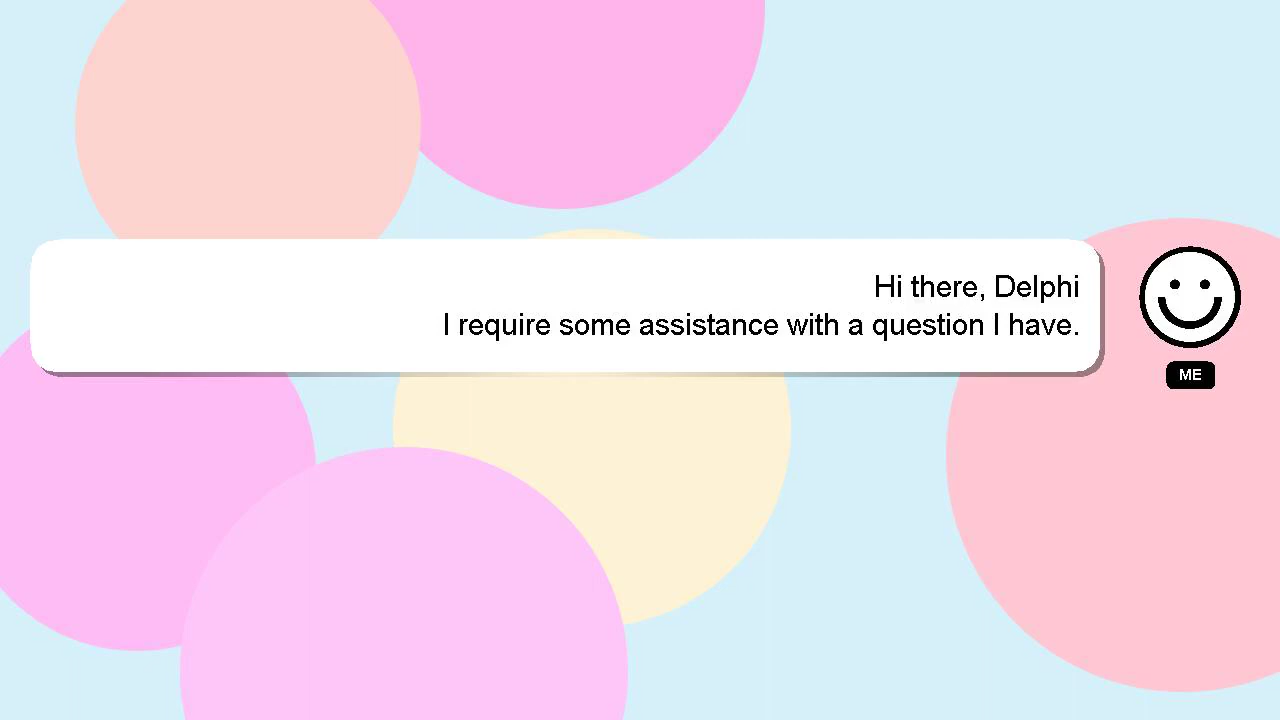 Hi there, Delphi
I require some assistance with a question I have.
ME